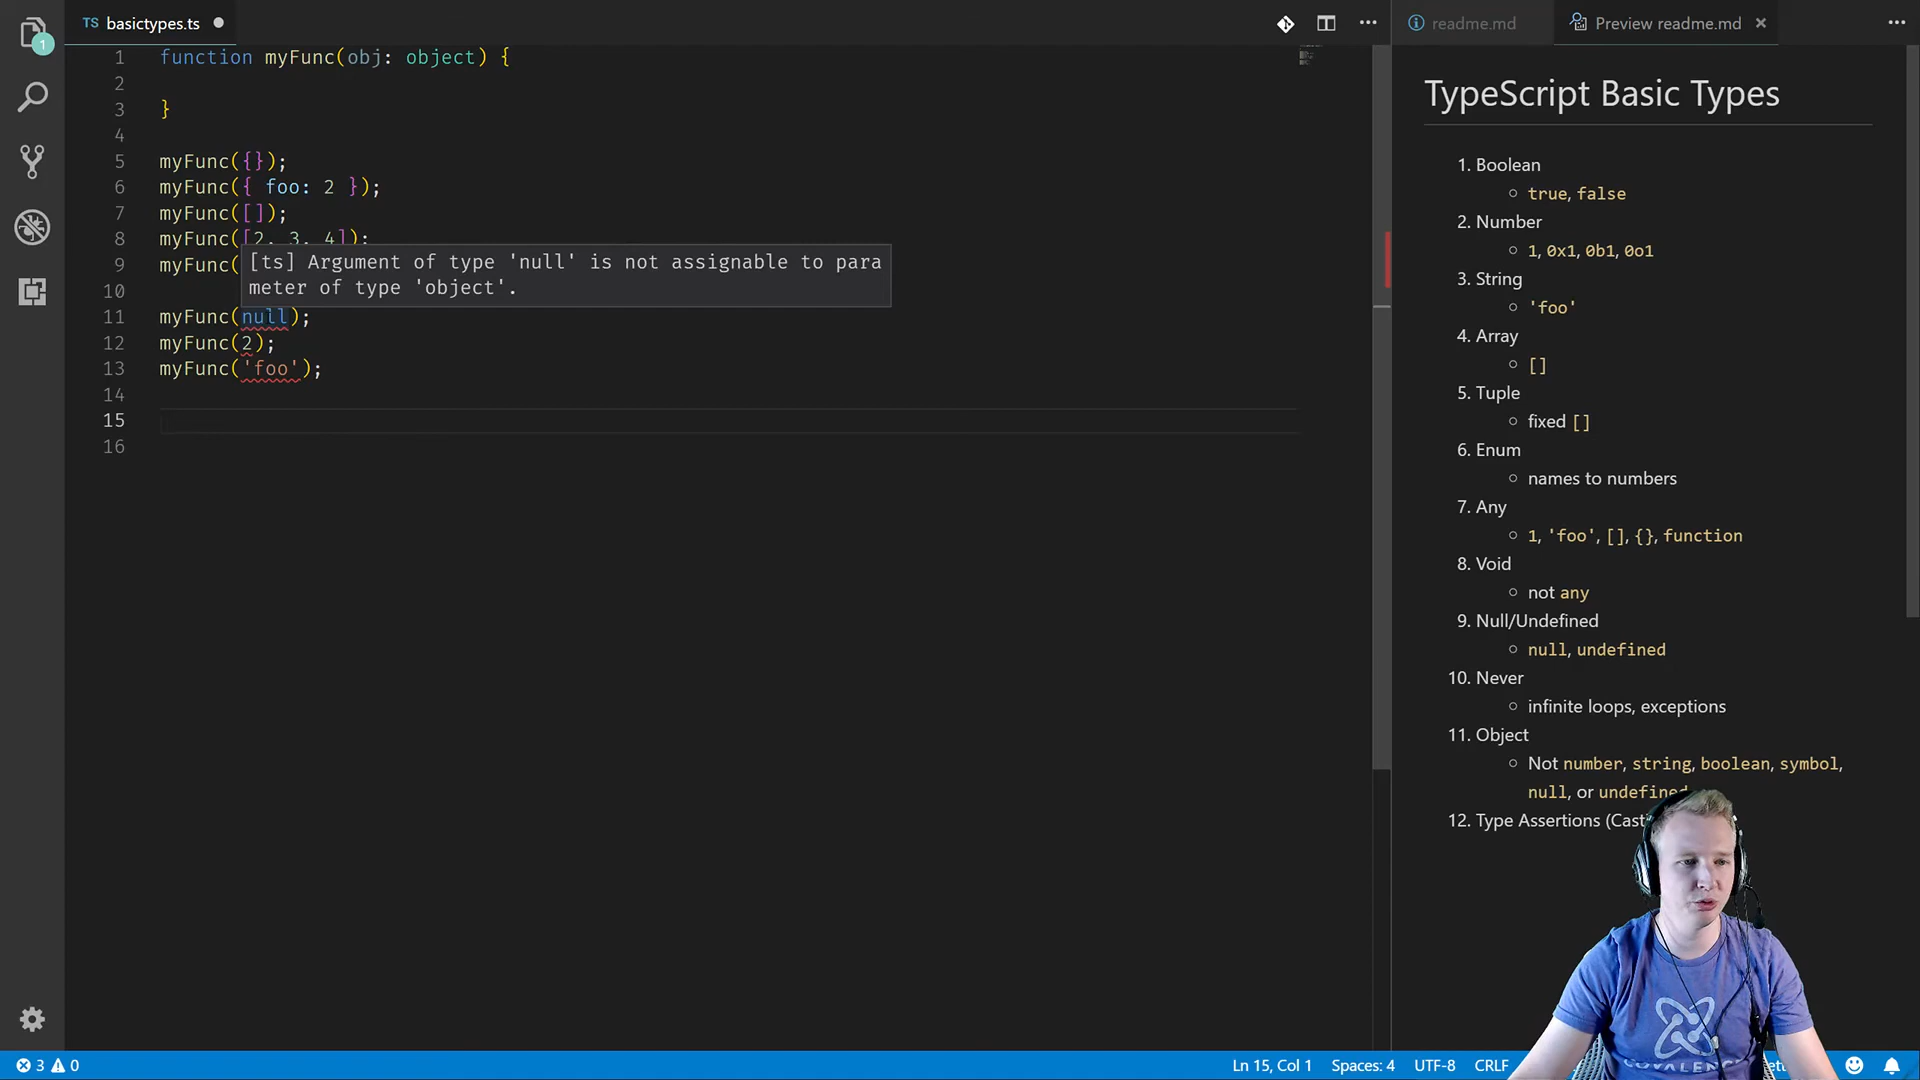 TS basictypes.ts
readme.md
Preview readme.md
1
1 function myFunc(obj: object) {
2
3 }
4
5 myFunc({});
6 myFunc({ foo: 2 });
7 myFunc([]);
8 myFunc([2, 3, 4]);
9 myFunc(
[ts] Argument of type 'null' is not assignable to para
meter of type 'object'.
10
11 myFunc(null);
12 myFunc(2);
13 myFunc('foo');
14
15
16
TypeScript Basic Types
1. Boolean
true, false
2. Number
1, 0x1, 0b1, 0o1
3. String
'foo'
4. Array
[]
5. Tuple
fixed []
6. Enum
names to numbers
7. Any
1, 'foo', [], {}, function
8. Void
not any
9. Null/Undefined
null, undefined
10. Never
infinite loops, exceptions
11. Object
Not number, string, boolean, symbol,
null, or undefined
12. Type Assertions
COVALENC
3 0
Ln 15, Col 1 Spaces: 4 UTF-8 CRLF